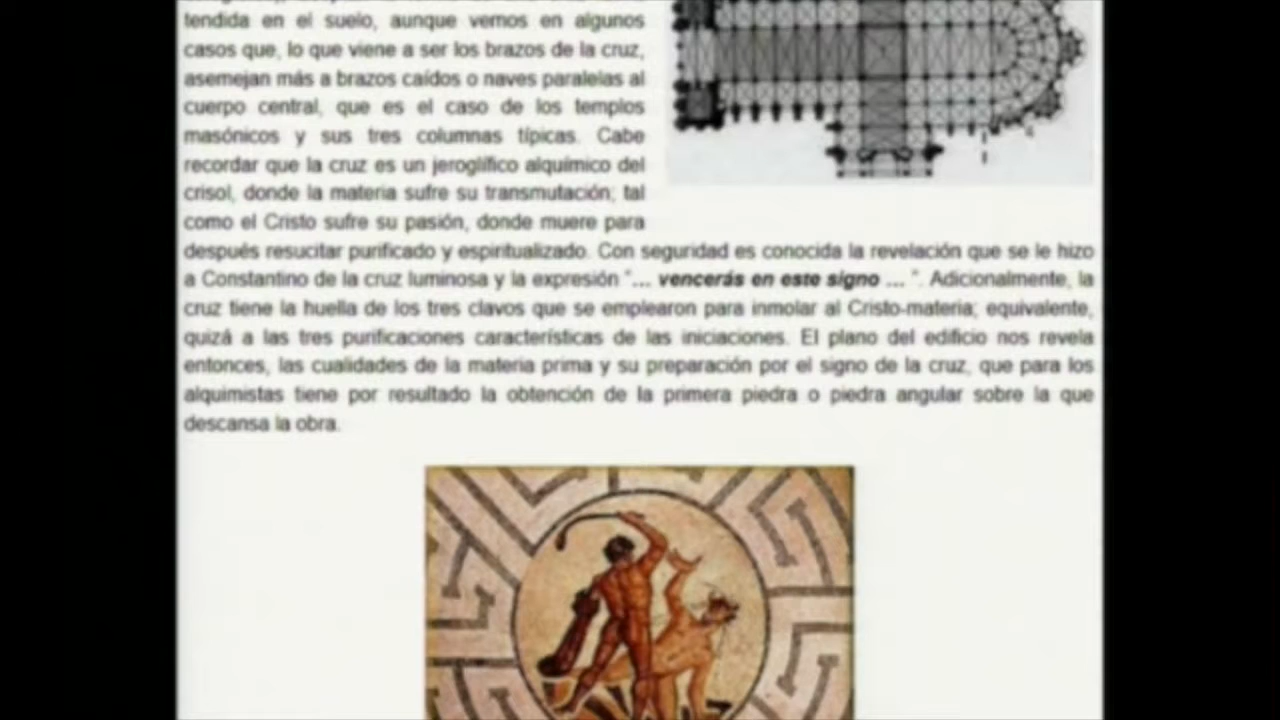 tendida en el suelo, aunque vemos en algunos
casos que, lo que viene a ser los brazos de la cruz,
asemejan más a brazos caídos o naves paralelas al
cuerpo central, que es el caso de los templos
masónicos y sus tres columnas típicas. Cabe
recordar que la cruz es un jeroglífico alquímico del
crisol, donde la materia sufre su transmutación; tal
como el Cristo sufre su pasión, donde muere para
después resucitar purificado y espiritualizado. Con seguridad es conocida la revelación que se le hizo
a Constantino de la cruz luminosa y la expresión "... vencerás en este signo ... ". Adicionalmente, la
cruz tiene la huella de los tres clavos que se emplearon para inmolar al Cristo-materia; equivalente,
quizá a las tres purificaciones características de las iniciaciones. El plano del edificio nos revela
entonces, las cualidades de la materia prima y su preparación por el signo de la cruz, que para los
alquimistas tiene por resultado la obtención de la primera piedra o piedra angular sobre la que
descansa la obra.